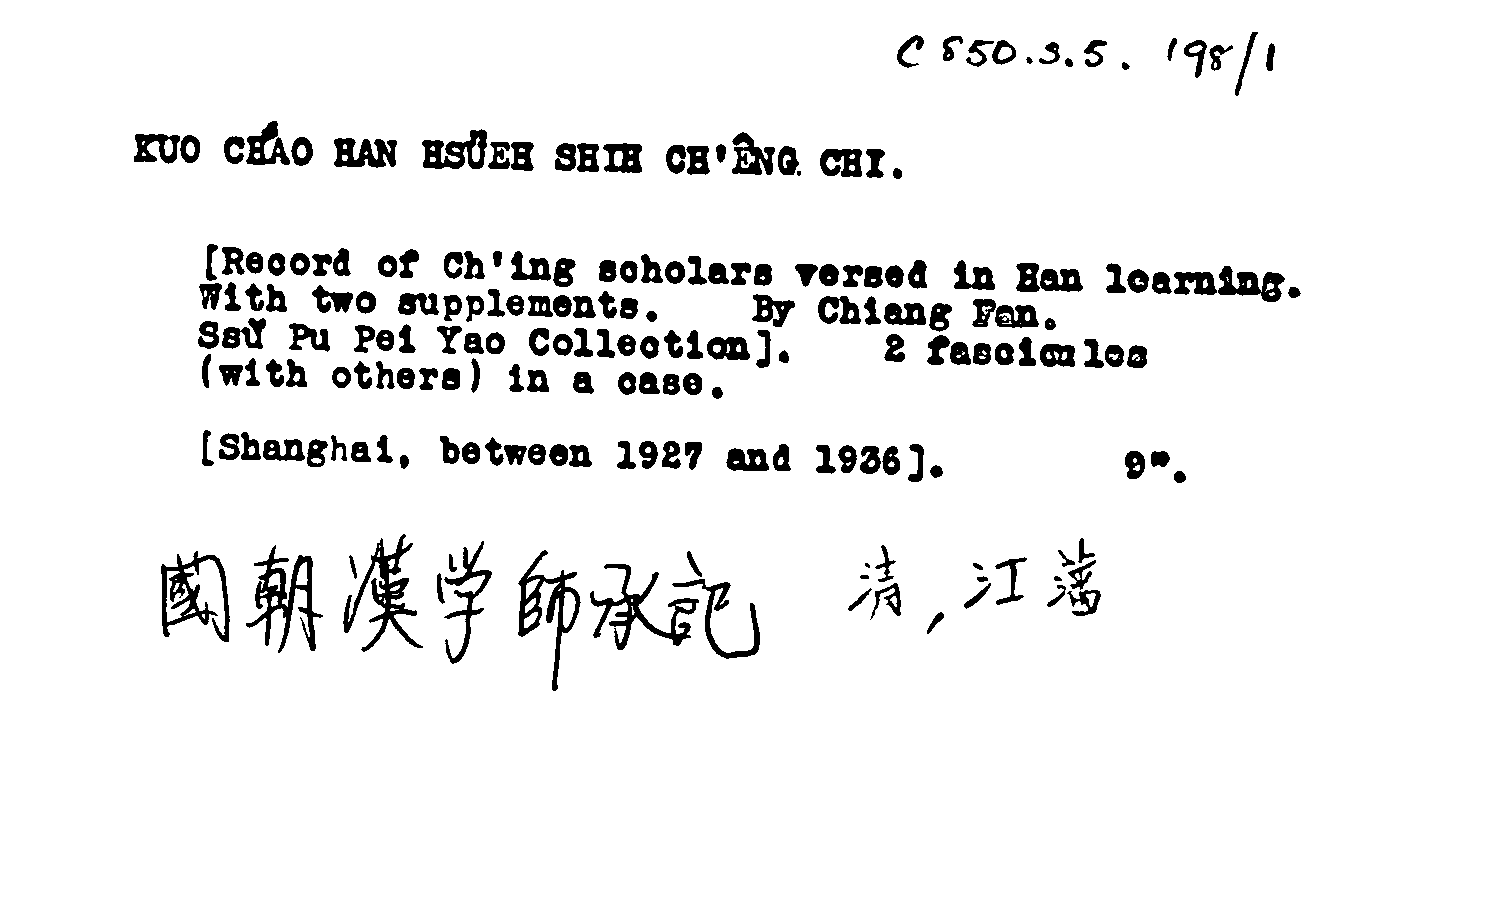 C 850.3.5. 198/1
KUO CH'AO HAN HSÜEH SHIH CH'ÊNG CHI.
[Record of Ch'ing scholars versed in Han learning.
With two supplements. By Chiang Fan.
Ssŭ Pu Pei Yao Collection]. 2 fascicules
(with others) in a case.
[Shanghai, between 1927 and 1936]. 9".
國朝漢学師承記 清,江藩